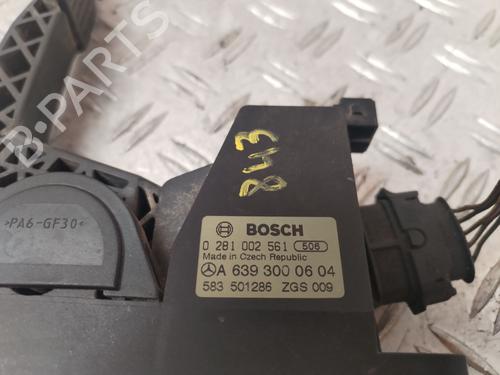 B-PARTS
843
>PA6-GF30<
BOSCH
0 281 002 561 506
Made in Czech Republic
A 639 300 06 04
583 501286 ZGS 009